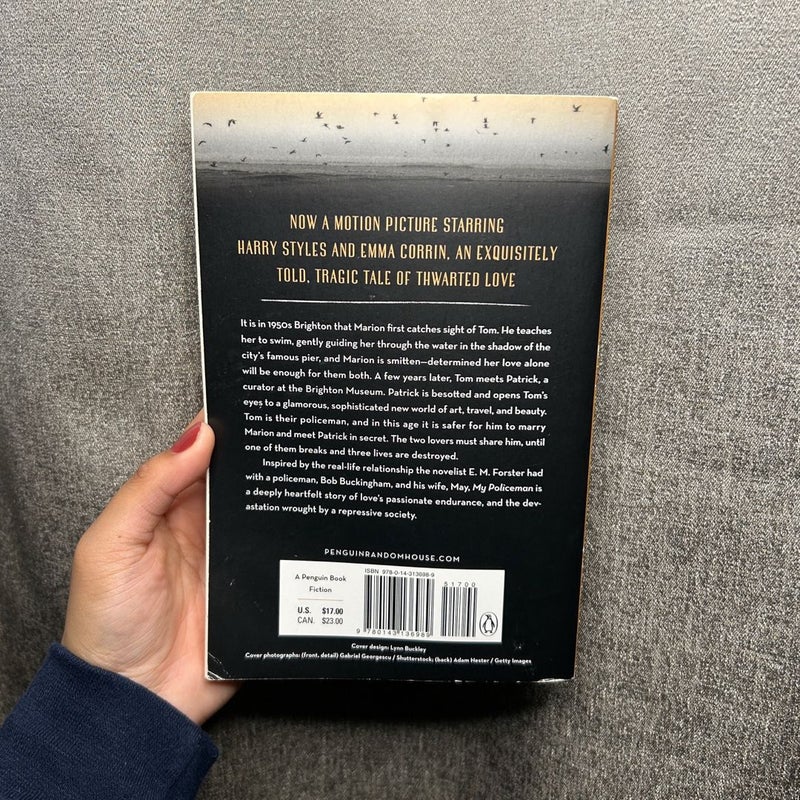 NOW A MOTION PICTURE STARRING
HARRY STYLES AND EMMA CORRIN, AN EXQUISITELY
TOLD, TRAGIC TALE OF THWARTED LOVE
It is in 1950s Brighton that Marion first catches sight of Tom. He teaches
her to swim, gently guiding her through the water in the shadow of the
city's famous pier, and Marion is smitten—determined her love alone
will be enough for them both. A few years later, Tom meets Patrick, a
curator at the Brighton Museum. Patrick is besotted and opens Tom's
eyes to a glamorous, sophisticated new world of art, travel, and beauty.
Tom is their policeman, and in this age it is safer for him to marry
Marion and meet Patrick in secret. The two lovers must share him, until
one of them breaks and three lives are destroyed.
Inspired by the real-life relationship the novelist E. M. Forster had
with a policeman, Bob Buckingham, and his wife, May, My Policeman is
a deeply heartfelt story of love's passionate endurance, and the dev-
astation wrought by a repressive society.
PENGUINRANDOMHOUSE.COM
A Penguin Book
Fiction
U.S. $17.00
CAN. $23.00
ISBN 978-0-14-313698-9
51700
9 780143 136989
Cover design: Lynn Buckley
Cover photographs: (front, detail) Gabriel Georgescu / Shutterstock; (back) Adam Hester / Getty Images